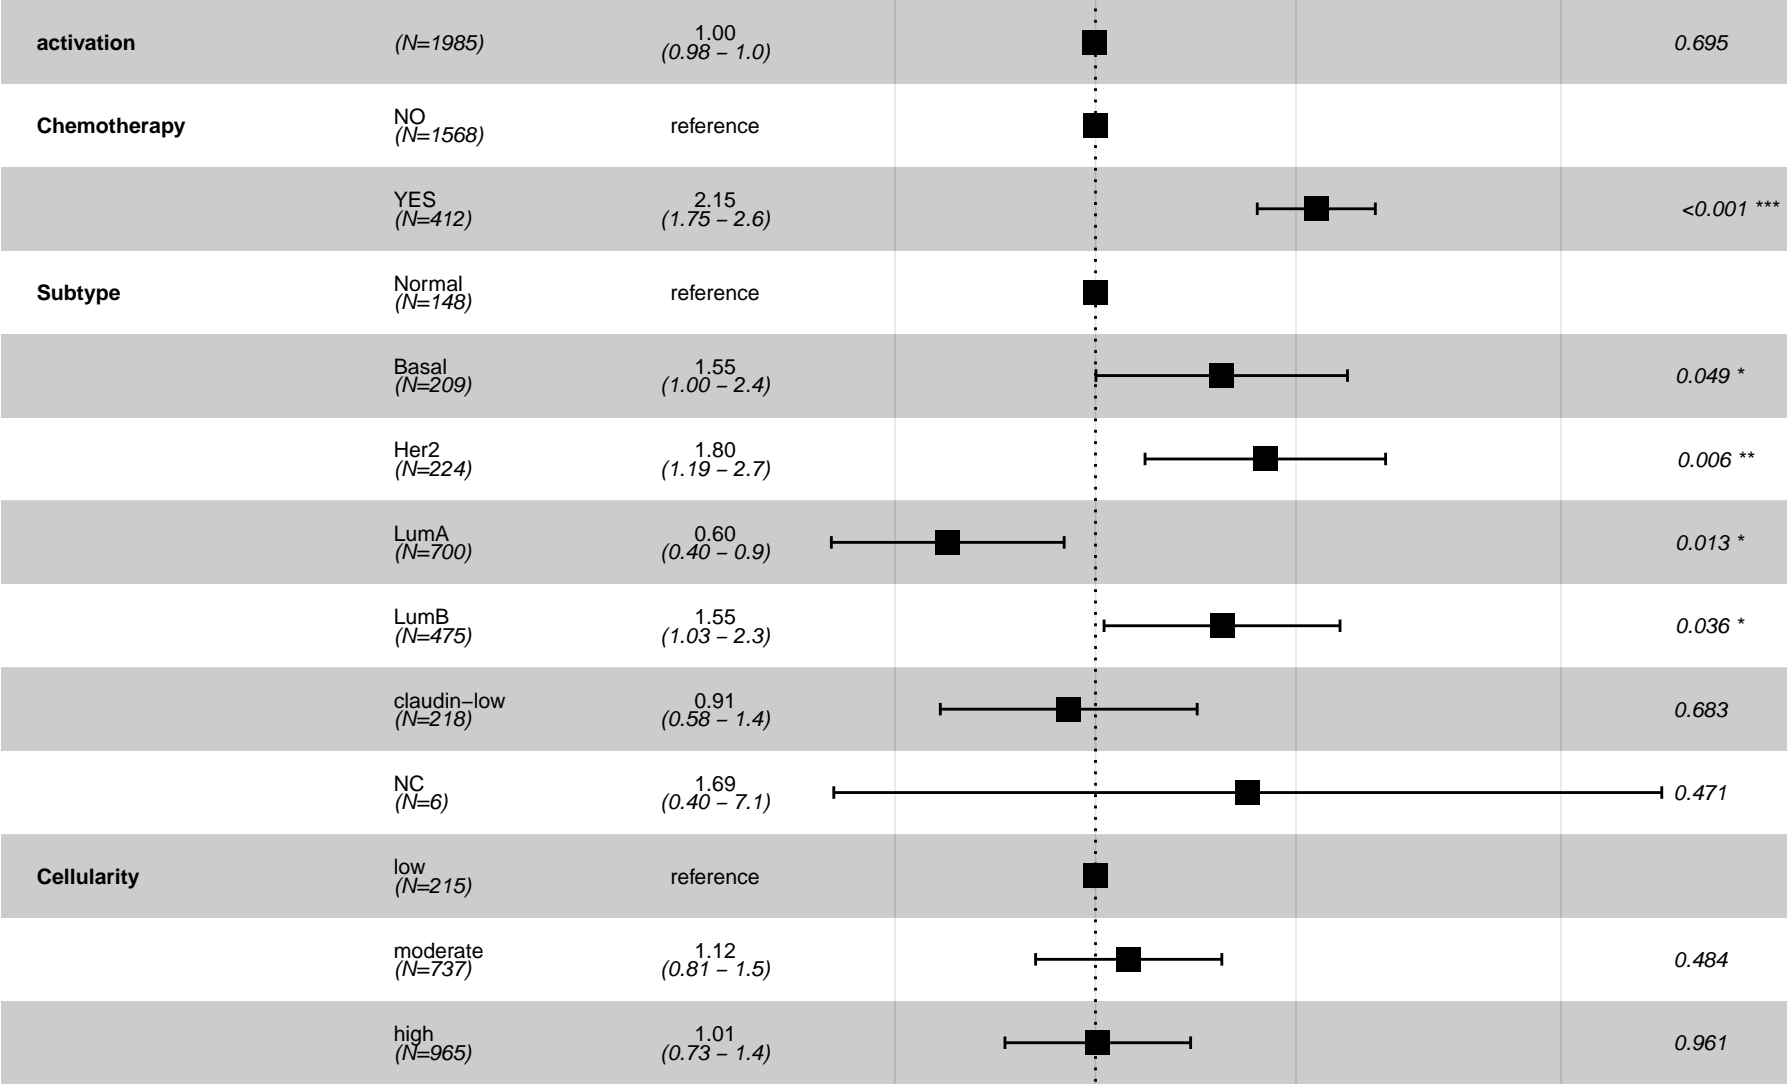 activation (N=1985) 1.00 (0.98 – 1.0) 0.695
Chemotherapy NO (N=1568) reference
YES (N=412) 2.15 (1.75 – 2.6) <0.001 ***
Subtype Normal (N=148) reference
Basal (N=209) 1.55 (1.00 – 2.4) 0.049 *
Her2 (N=224) 1.80 (1.19 – 2.7) 0.006 **
LumA (N=700) 0.60 (0.40 – 0.9) 0.013 *
LumB (N=475) 1.55 (1.03 – 2.3) 0.036 *
claudin–low (N=218) 0.91 (0.58 – 1.4) 0.683
NC (N=6) 1.69 (0.40 – 7.1) 0.471
Cellularity low (N=215) reference
moderate (N=737) 1.12 (0.81 – 1.5) 0.484
high (N=965) 1.01 (0.73 – 1.4) 0.961